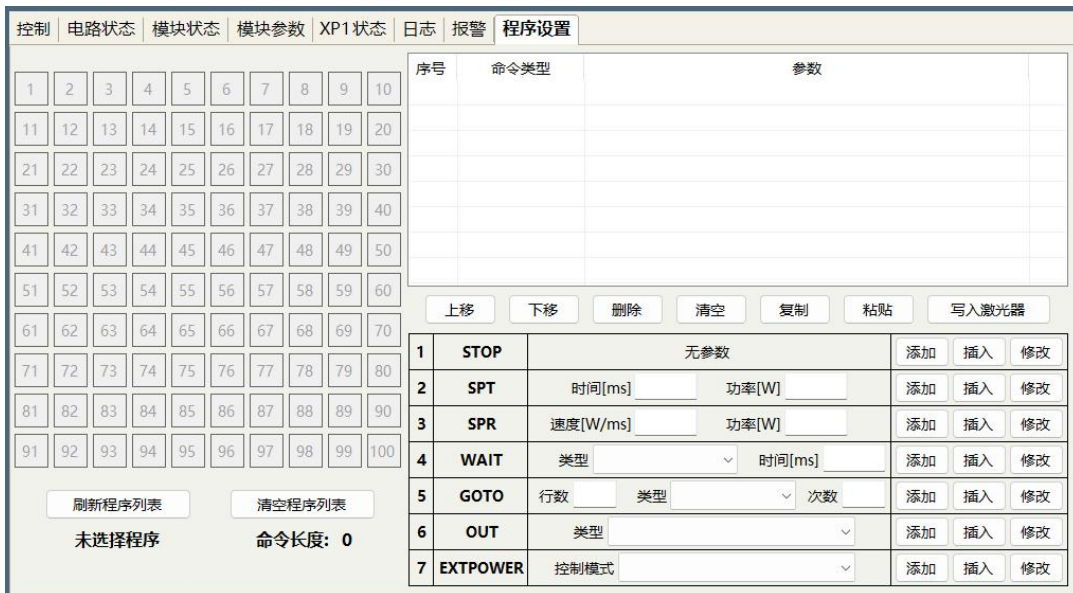 控制 电路状态 模块状态 模块参数 XP1状态 日志 报警 程序设置
序号 命令类型 参数
1 2 3 4 5 6 7 8 9 10
11 12 13 14 15 16 17 18 19 20
21 22 23 24 25 26 27 28 29 30
31 32 33 34 35 36 37 38 39 40
41 42 43 44 45 46 47 48 49 50
51 52 53 54 55 56 57 58 59 60
61 62 63 64 65 66 67 68 69 70
71 72 73 74 75 76 77 78 79 80
81 82 83 84 85 86 87 88 89 90
91 92 93 94 95 96 97 98 99 100
刷新程序列表 清空程序列表
未选择程序 命令长度: 0
上移 下移 删除 清空 复制 粘贴 写入激光器
1 STOP 无参数 添加 插入 修改
2 SPT 时间[ms] 功率[W] 添加 插入 修改
3 SPR 速度[W/ms] 功率[W] 添加 插入 修改
4 WAIT 类型 时间[ms] 添加 插入 修改
5 GOTO 行数 类型 次数 添加 插入 修改
6 OUT 类型 添加 插入 修改
7 EXTPOWER 控制模式 添加 插入 修改